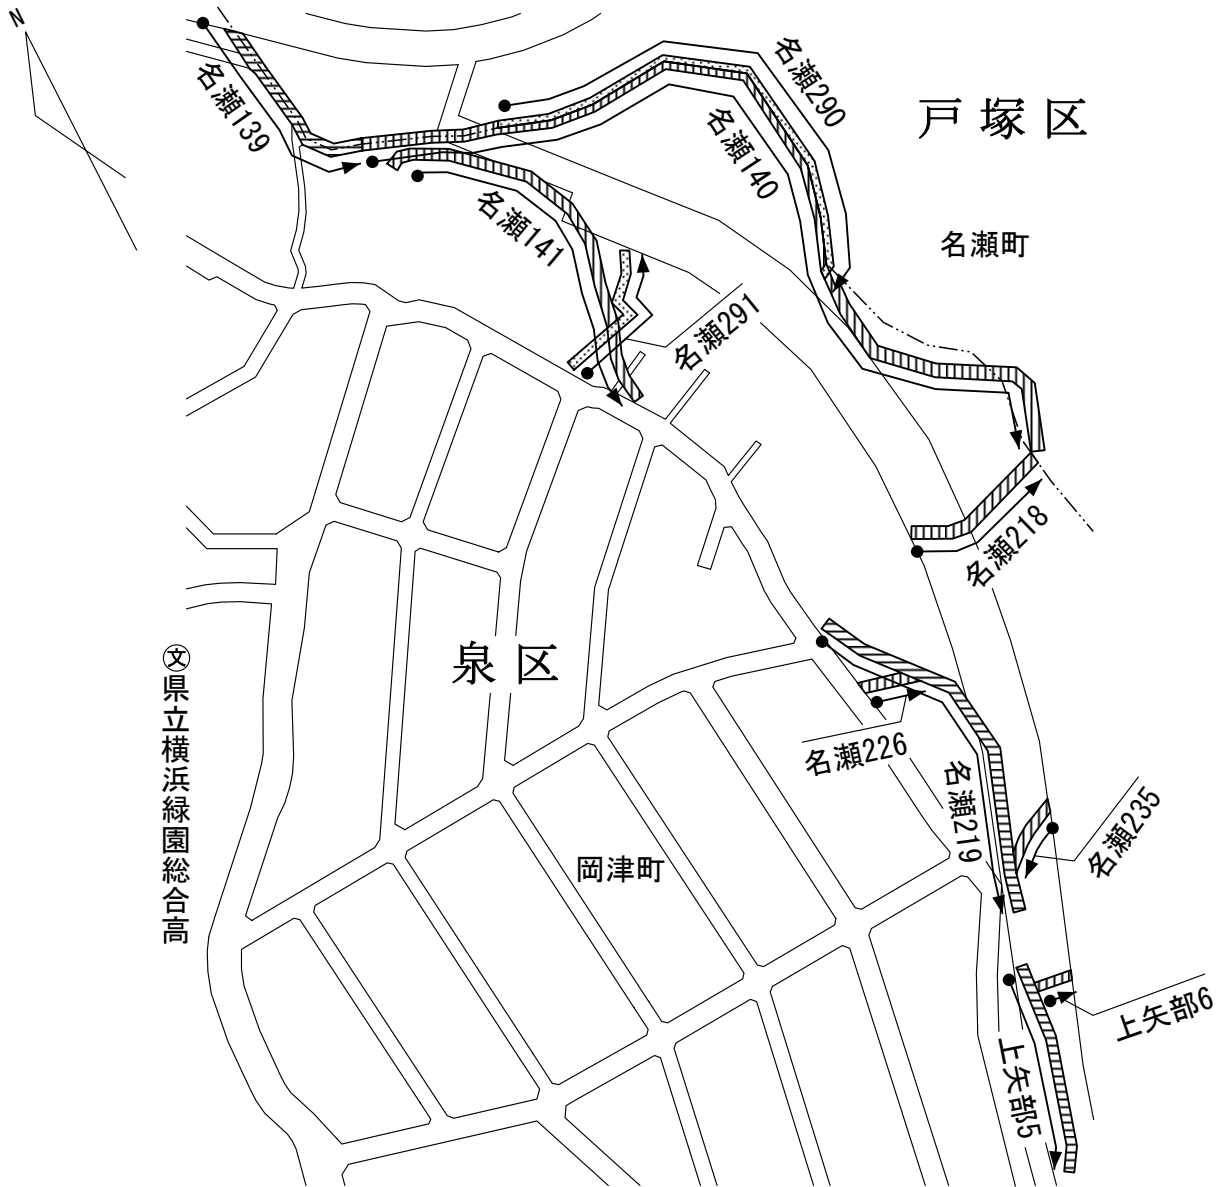 N
名瀬139
名瀬290
名瀬140
戸塚区
名瀬141
名瀬町
名瀬291
名瀬218
泉区
名瀬226
名瀬219
名瀬235
岡津町
文
県立横浜緑園総合高
上矢部6
上矢部5